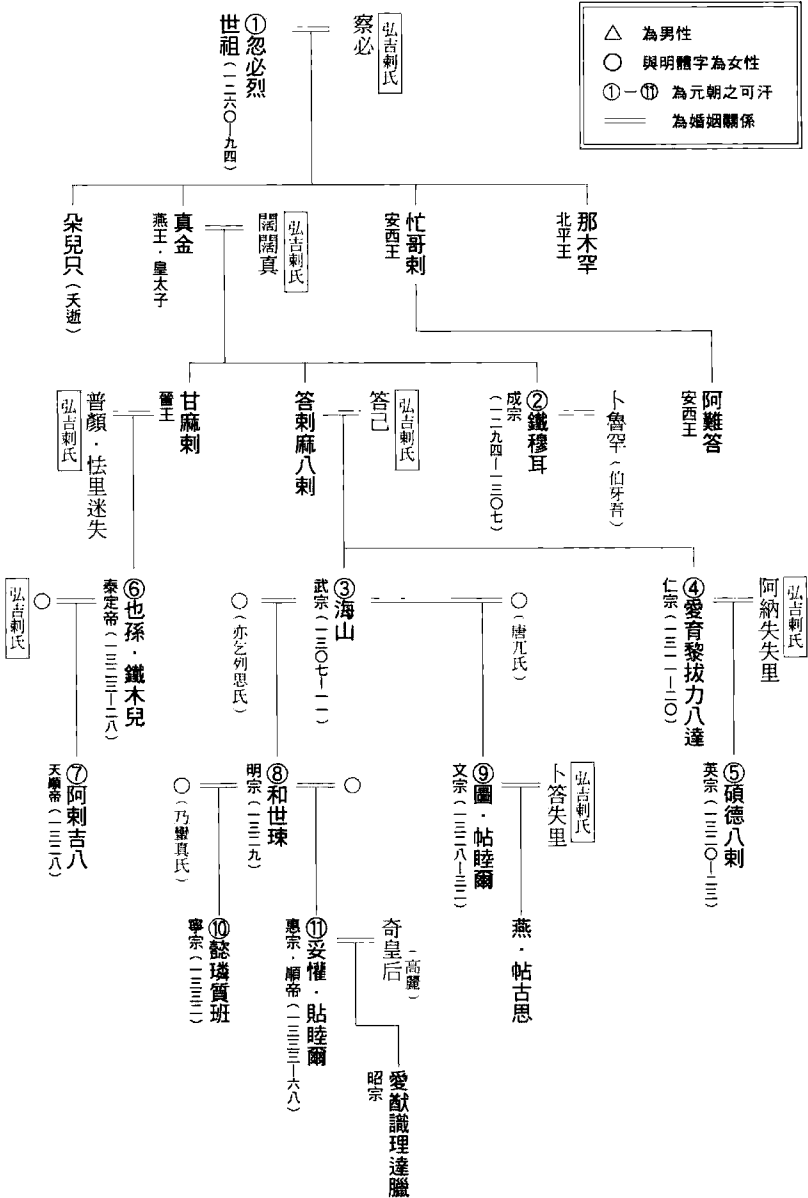 △ 為男性
○ 與明體字為女性
①－⑪ 為元朝之可汗
＝ 為婚姻關係
①忽必烈
世祖（一二六〇—九四）
弘吉剌氏
察必
朵兒只（夭逝）
真金
燕王·皇太子
弘吉剌氏
闊闊真
忙哥剌
安西王
那木罕
北平王
弘吉剌氏
普顏·怯里迷失
甘麻剌
晉王
答剌麻八剌
弘吉剌氏
答己
②鐵穆耳
成宗
（一二九四—一三〇七）
卜魯罕（伯牙吾）
阿難答
安西王
弘吉剌氏
○
⑥也孫·鐵木兒
泰定帝（一三二三—二八）
○（亦乞列思氏）
③海山
武宗（一三〇七—一一）
○（唐兀氏）
④愛育黎拔力八達
仁宗（一三一一—二〇）
弘吉剌氏
阿納失失里
⑦阿剌吉八
天順帝（一三二八）
○（乃蠻真氏）
⑧和世㻋
明宗（一三二九）
○
⑨圖·帖睦爾
文宗（一三二八—三二）
弘吉剌氏
卜答失里
⑤碩德八剌
英宗（一三二〇—二三）
⑩懿璘質班
寧宗（一三三二）
⑪妥懽·貼睦爾
惠宗·順帝（一三三三—六八）
奇皇后
（高麗）
燕·帖古思
愛猷識理達臘
昭宗